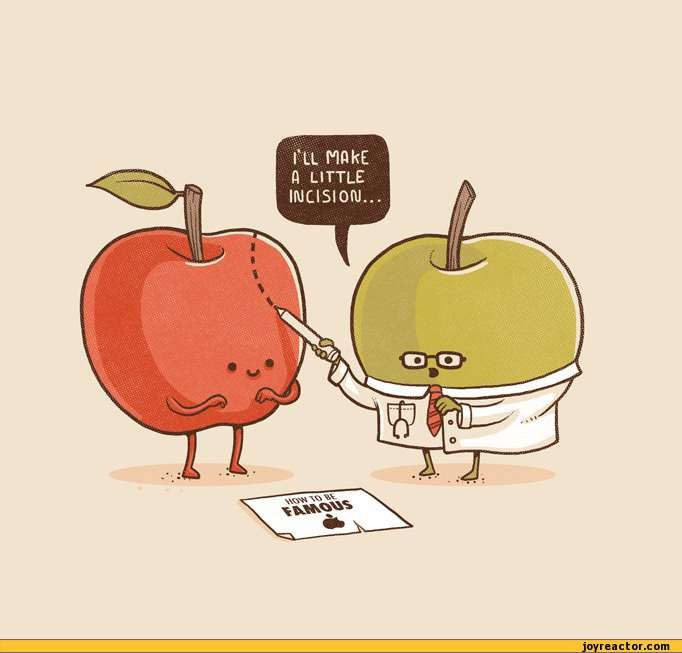 I'LL MAKE
A LITTLE
INCISION...
HOW TO BE
FAMOUS
joyreactor.com